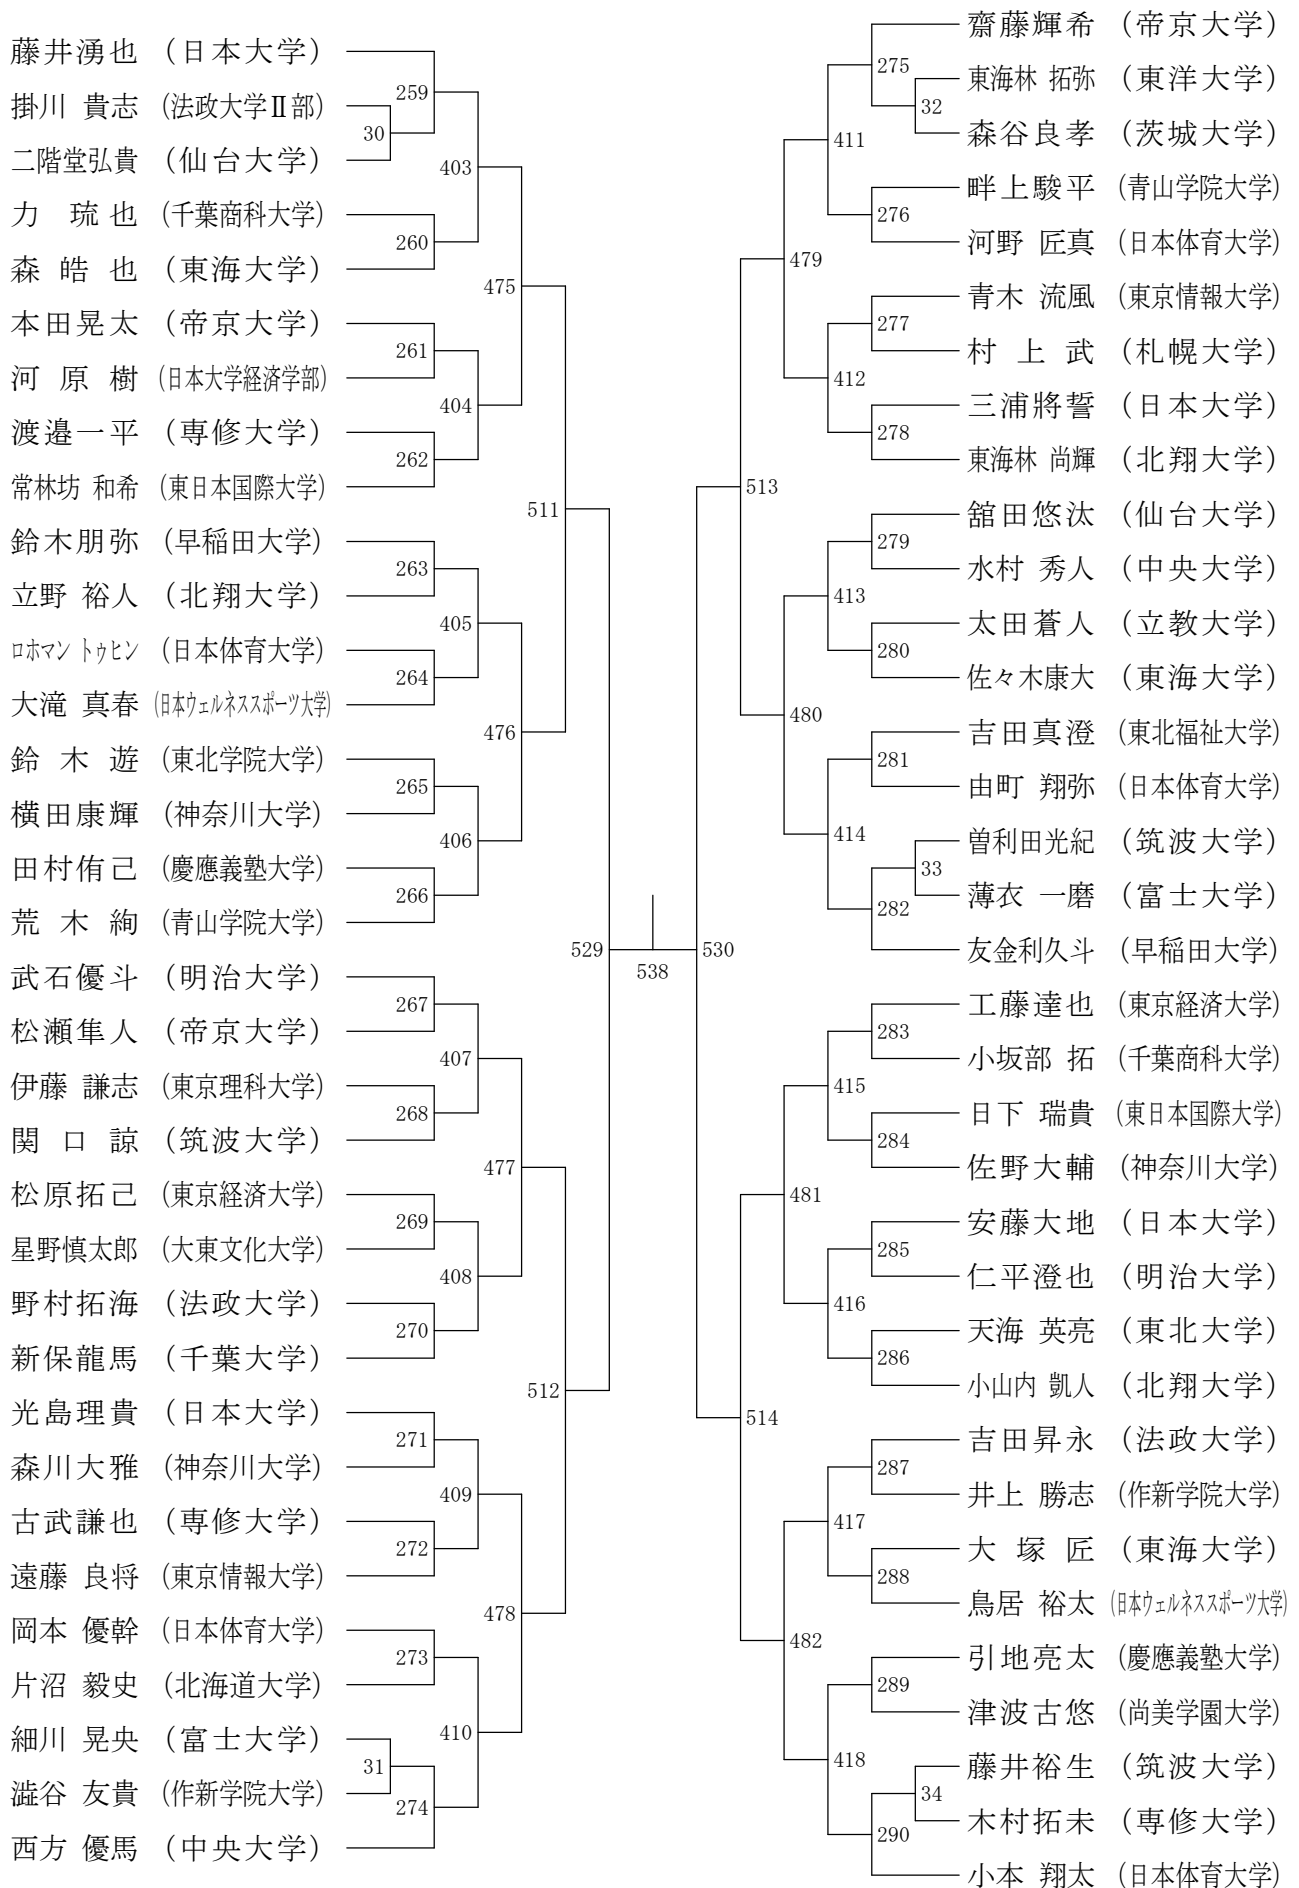 藤井湧也 （日本大学）
掛川 貴志 （法政大学Ⅱ部）
二階堂弘貴 （仙台大学）
力 琉也 （千葉商科大学）
森皓也 （東海大学）
本田晃太 （帝京大学）
河原樹 （日本大学経済学部）
渡邉一平 （専修大学）
常林坊 和希 （東日本国際大学）
鈴木朋弥 （早稲田大学）
立野 裕人 （北翔大学）
ロホマン トゥヒン （日本体育大学）
大滝 真春 （日本ウェルネススポーツ大学）
鈴木遊 （東北学院大学）
横田康輝 （神奈川大学）
田村侑己 （慶應義塾大学）
荒木絢 （青山学院大学）
武石優斗 （明治大学）
松瀬隼人 （帝京大学）
伊藤 謙志 （東京理科大学）
関口諒 （筑波大学）
松原拓己 （東京経済大学）
星野慎太郎 （大東文化大学）
野村拓海 （法政大学）
新保龍馬 （千葉大学）
光島理貴 （日本大学）
森川大雅 （神奈川大学）
古武謙也 （専修大学）
遠藤 良将 （東京情報大学）
岡本 優幹 （日本体育大学）
片沼 毅史 （北海道大学）
細川 晃央 （富士大学）
澁谷 友貴 （作新学院大学）
西方 優馬 （中央大学）
30
31
259
260
261
262
263
264
265
266
267
268
269
270
271
272
273
274
403
404
405
406
407
408
409
410
475
476
477
478
511
512
529
538
530
513
514
479
480
481
482
411
412
413
414
415
416
417
418
275
276
277
278
279
280
281
282
283
284
285
286
287
288
289
290
32
33
34
齋藤輝希 （帝京大学）
東海林 拓弥 （東洋大学）
森谷良孝 （茨城大学）
畔上駿平 （青山学院大学）
河野 匠真 （日本体育大学）
青木 流風 （東京情報大学）
村上武 （札幌大学）
三浦將誓 （日本大学）
東海林 尚輝 （北翔大学）
舘田悠汰 （仙台大学）
水村 秀人 （中央大学）
太田蒼人 （立教大学）
佐々木康大 （東海大学）
吉田真澄 （東北福祉大学）
由町 翔弥 （日本体育大学）
曽利田光紀 （筑波大学）
薄衣 一磨 （富士大学）
友金利久斗 （早稲田大学）
工藤達也 （東京経済大学）
小坂部 拓 （千葉商科大学）
日下 瑞貴 （東日本国際大学）
佐野大輔 （神奈川大学）
安藤大地 （日本大学）
仁平澄也 （明治大学）
天海 英亮 （東北大学）
小山内 凱人 （北翔大学）
吉田昇永 （法政大学）
井上 勝志 （作新学院大学）
大塚匠 （東海大学）
鳥居 裕太 （日本ウェルネススポーツ大学）
引地亮太 （慶應義塾大学）
津波古悠 （尚美学園大学）
藤井裕生 （筑波大学）
木村拓未 （専修大学）
小本 翔太 （日本体育大学）